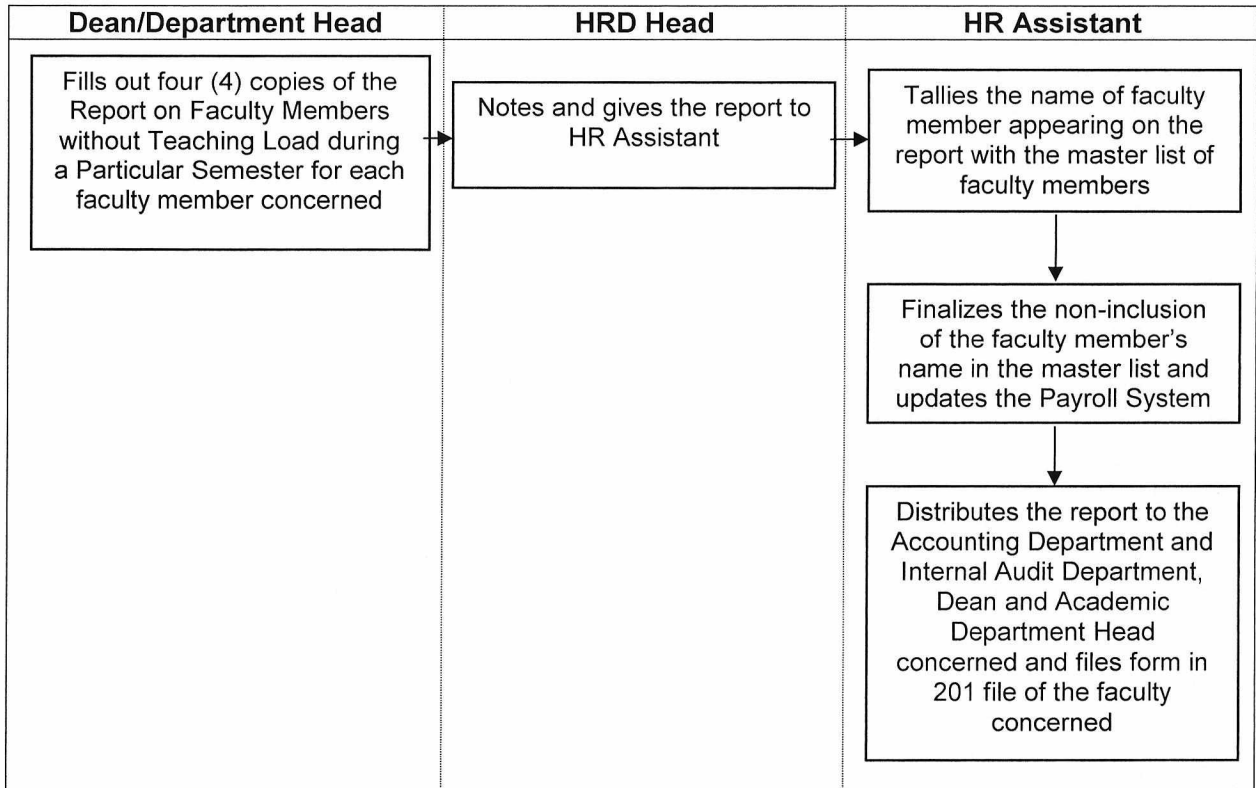 Dean/Department Head
HRD Head
HR Assistant
Fills out four (4) copies of the
Report on Faculty Members
without Teaching Load during
a Particular Semester for each
faculty member concerned
Notes and gives the report to
HR Assistant
Tallies the name of faculty
member appearing on the
report with the master list of
faculty members
Finalizes the non-inclusion
of the faculty member's
name in the master list and
updates the Payroll System
Distributes the report to the
Accounting Department and
Internal Audit Department,
Dean and Academic
Department Head
concerned and files form in
201 file of the faculty
concerned